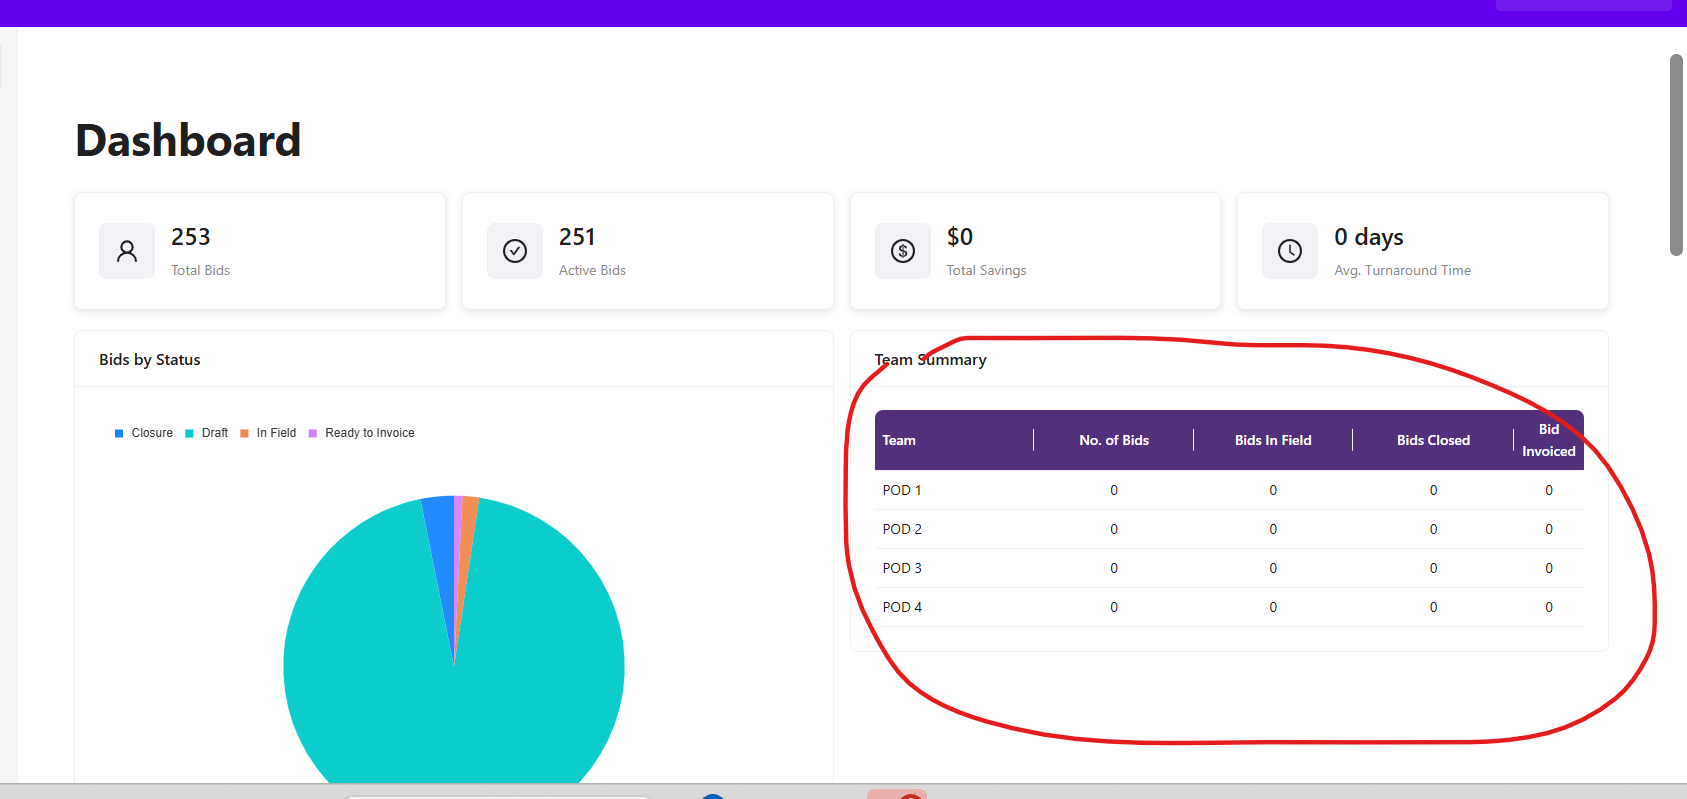 Dashboard
253
Total Bids
251
Active Bids
$0
Total Savings
0 days
Avg. Turnaround Time
Bids by Status
Closure Draft In Field Ready to Invoice
Team Summary
Team No. of Bids Bids In Field Bids Closed Bid Invoiced
POD 1 0 0 0 0
POD 2 0 0 0 0
POD 3 0 0 0 0
POD 4 0 0 0 0